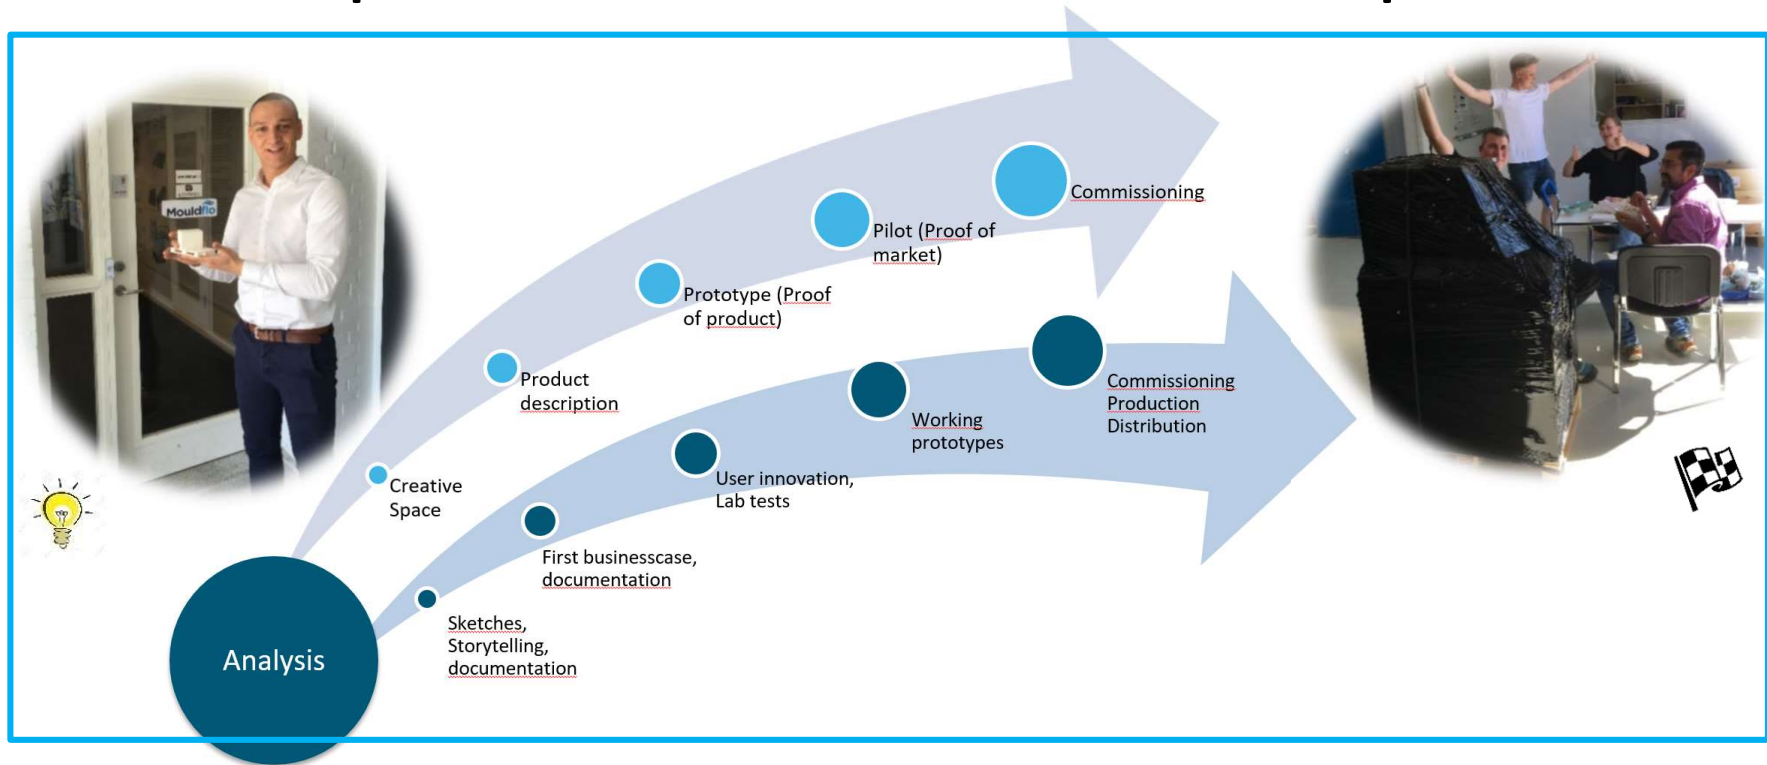 Mouldflo
Commissioning
Pilot (Proof of
market)
Prototype (Proof
of product)
Product
description
Creative
Space
Commissioning
Production
Distribution
Working
prototypes
User innovation,
Lab tests
First businesscase,
documentation
Sketches,
Storytelling,
documentation
Analysis